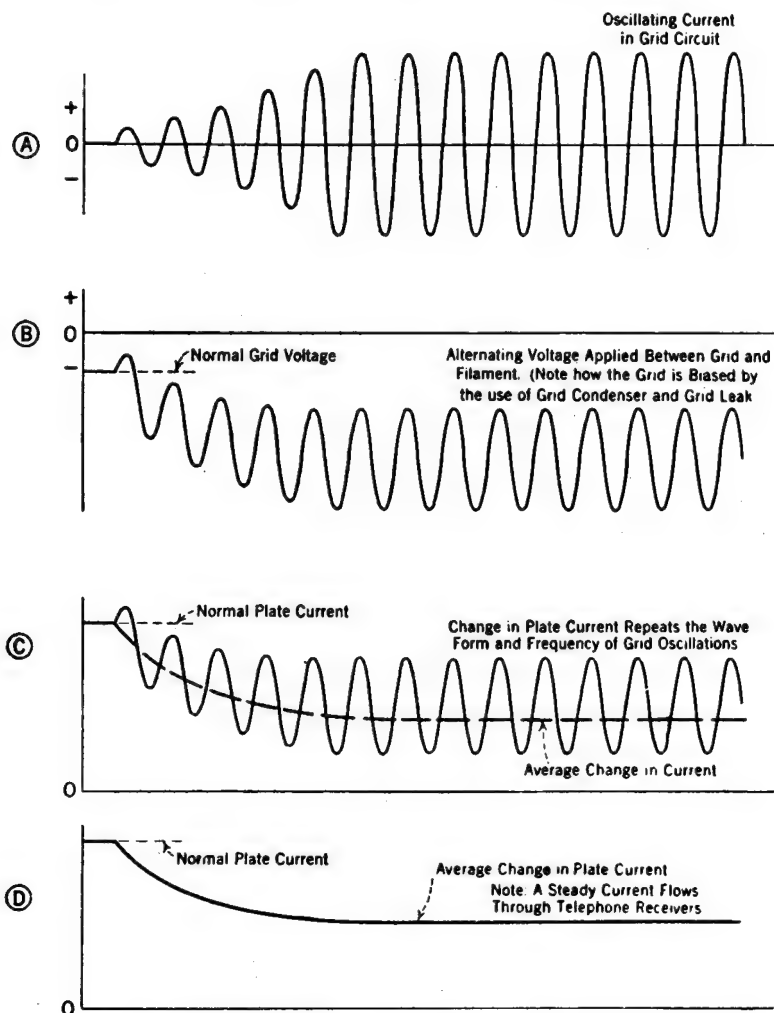 Oscillating Current
in Grid Circuit
+
A 0
−
+
B 0
−
Normal Grid Voltage
Alternating Voltage Applied Between Grid and
Filament. (Note how the Grid is Biased by
the use of Grid Condenser and Grid Leak
C
Normal Plate Current
Change in Plate Current Repeats the Wave
Form and Frequency of Grid Oscillations
Average Change in Current
0
D
Normal Plate Current
Average Change in Plate Current
Note: A Steady Current Flows
Through Telephone Receivers
0